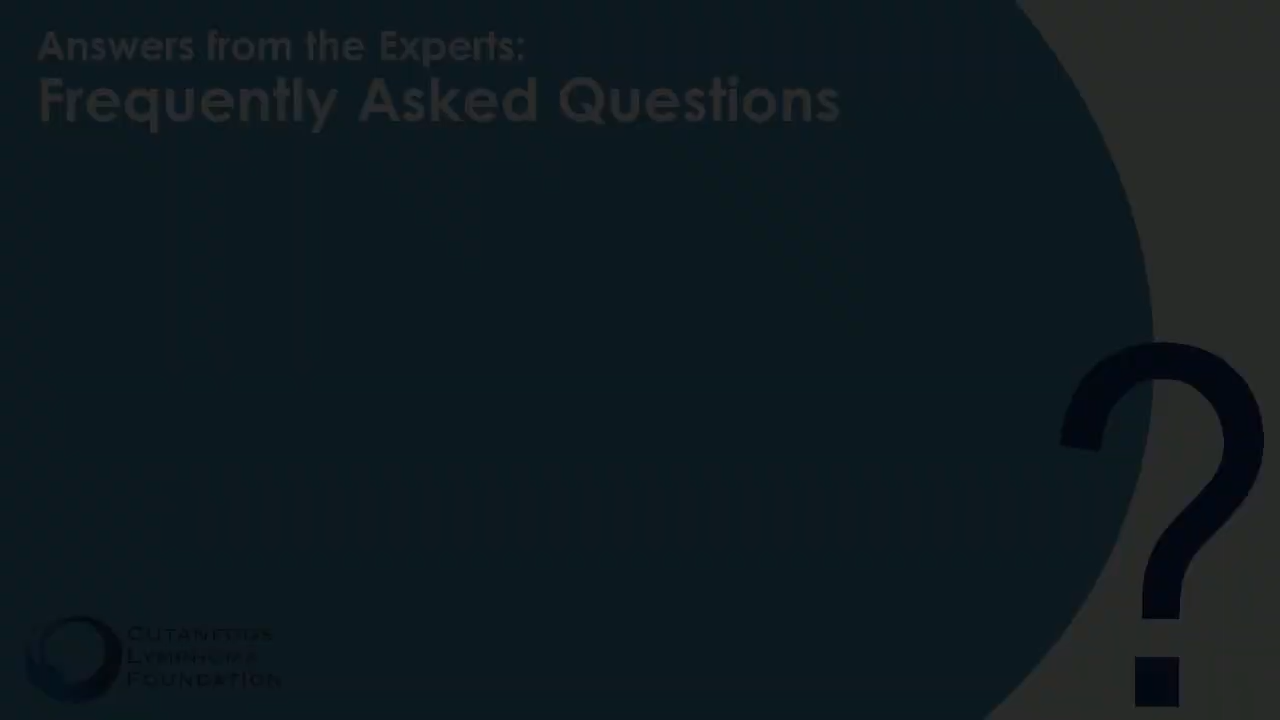 Answers from the Experts:
Frequently Asked Questions
?
CUTANEOUS
LYMPHOMA
FOUNDATION